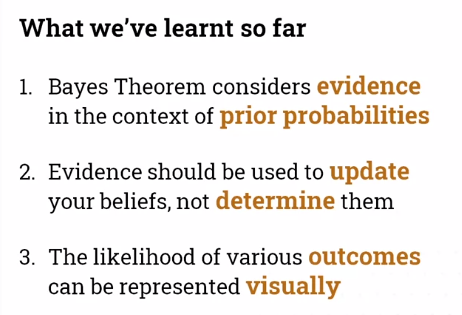 What we've learnt so far
1. Bayes Theorem considers evidence
in the context of prior probabilities
2. Evidence should be used to update
your beliefs, not determine them
3. The likelihood of various outcomes
can be represented visually